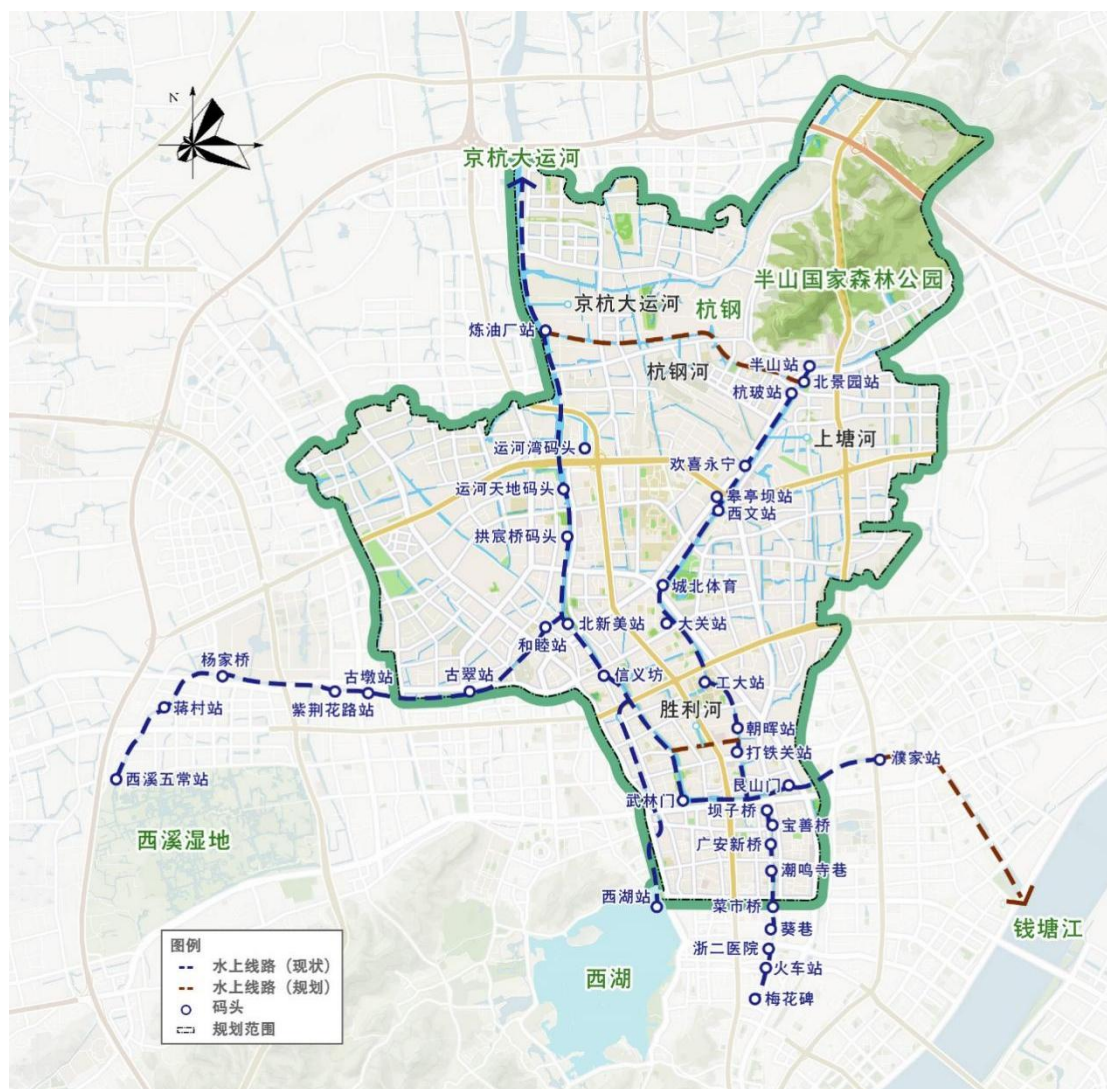 N
京杭大运河
半山国家森林公园
京杭大运河
杭钢
炼油厂站
杭钢河
半山站
北景园站
杭玻站
上塘河
运河湾码头
欢喜永宁
运河天地码头
皋亭坝站
西文站
拱宸桥码头
城北体育
北新美站
大关站
和睦站
杨家桥
古墩站
古翠站
信义坊
工大站
蒋村站
紫荆花路站
胜利河
朝晖站
打铁关站
濮家站
西溪五常站
艮山门
武林门
坝子桥
宝善桥
西溪湿地
广安新桥
潮鸣寺巷
西湖站
菜市桥
钱塘江
葵巷
浙二医院
火车站
西湖
梅花碑
图例
水上线路（现状）
水上线路（规划）
码头
规划范围